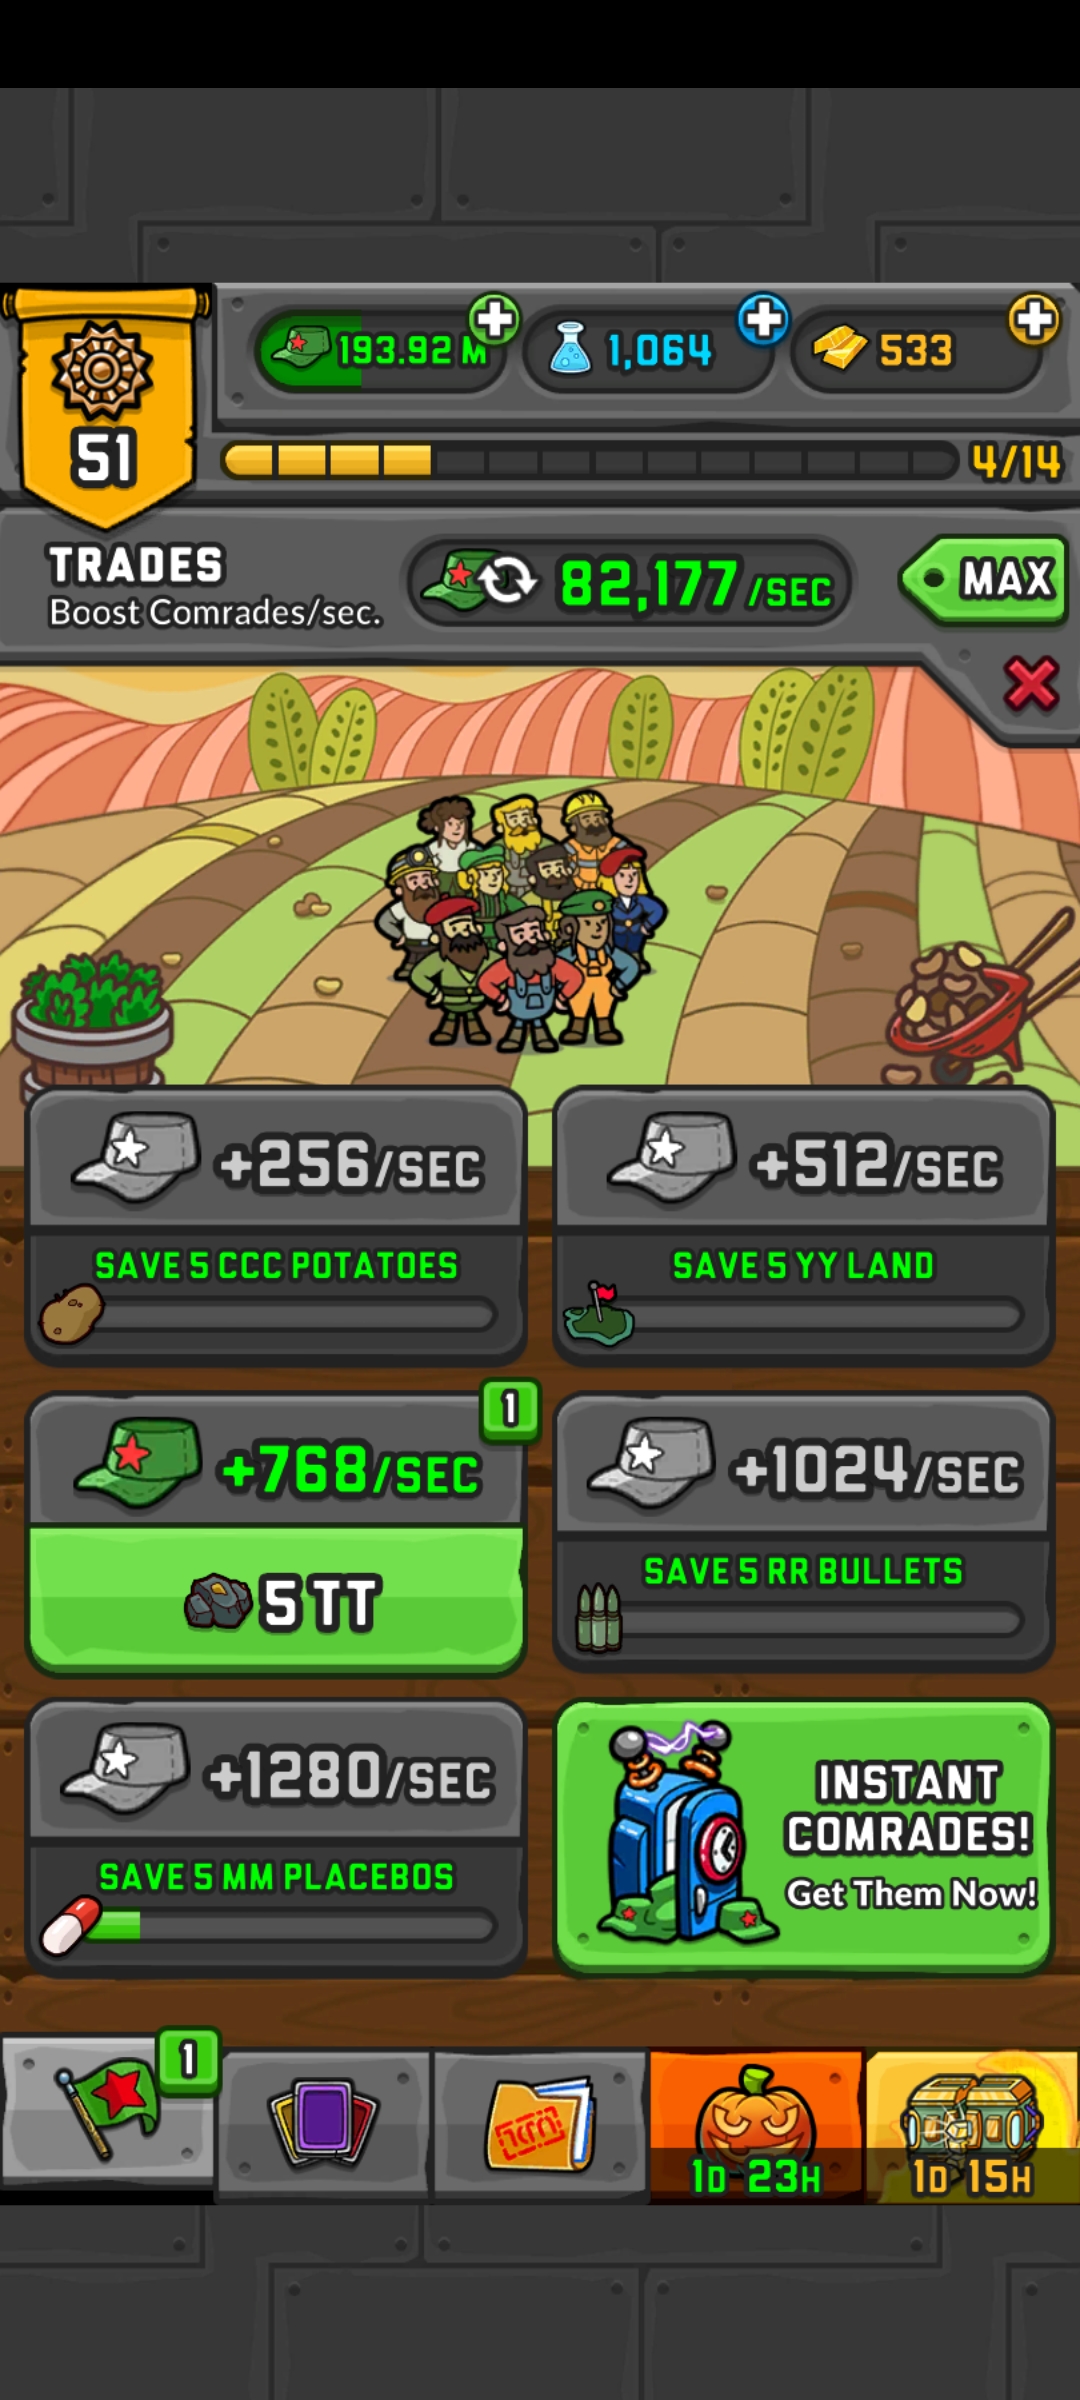 193.92 M
1,064
533
51
4/14
TRADES
Boost Comrades/sec.
82,177/SEC
MAX
+256/SEC
SAVE 5 CCC POTATOES
+512/SEC
SAVE 5 YY LAND
1
+768/SEC
5 TT
+1024/SEC
SAVE 5 RR BULLETS
+1280/SEC
SAVE 5 MM PLACEBOS
INSTANT
COMRADES!
Get Them Now!
1
1D 23H
1D 15H